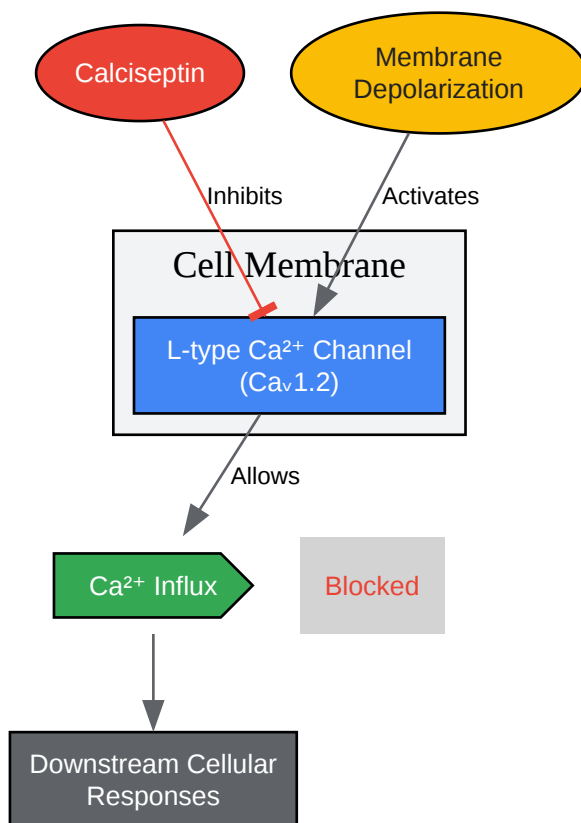 Calciseptin
Membrane
Depolarization
Inhibits
Activates
Cell Membrane
L-type Ca²⁺ Channel
(Caᵥ1.2)
Allows
Ca²⁺ Influx
Blocked
Downstream Cellular
Responses